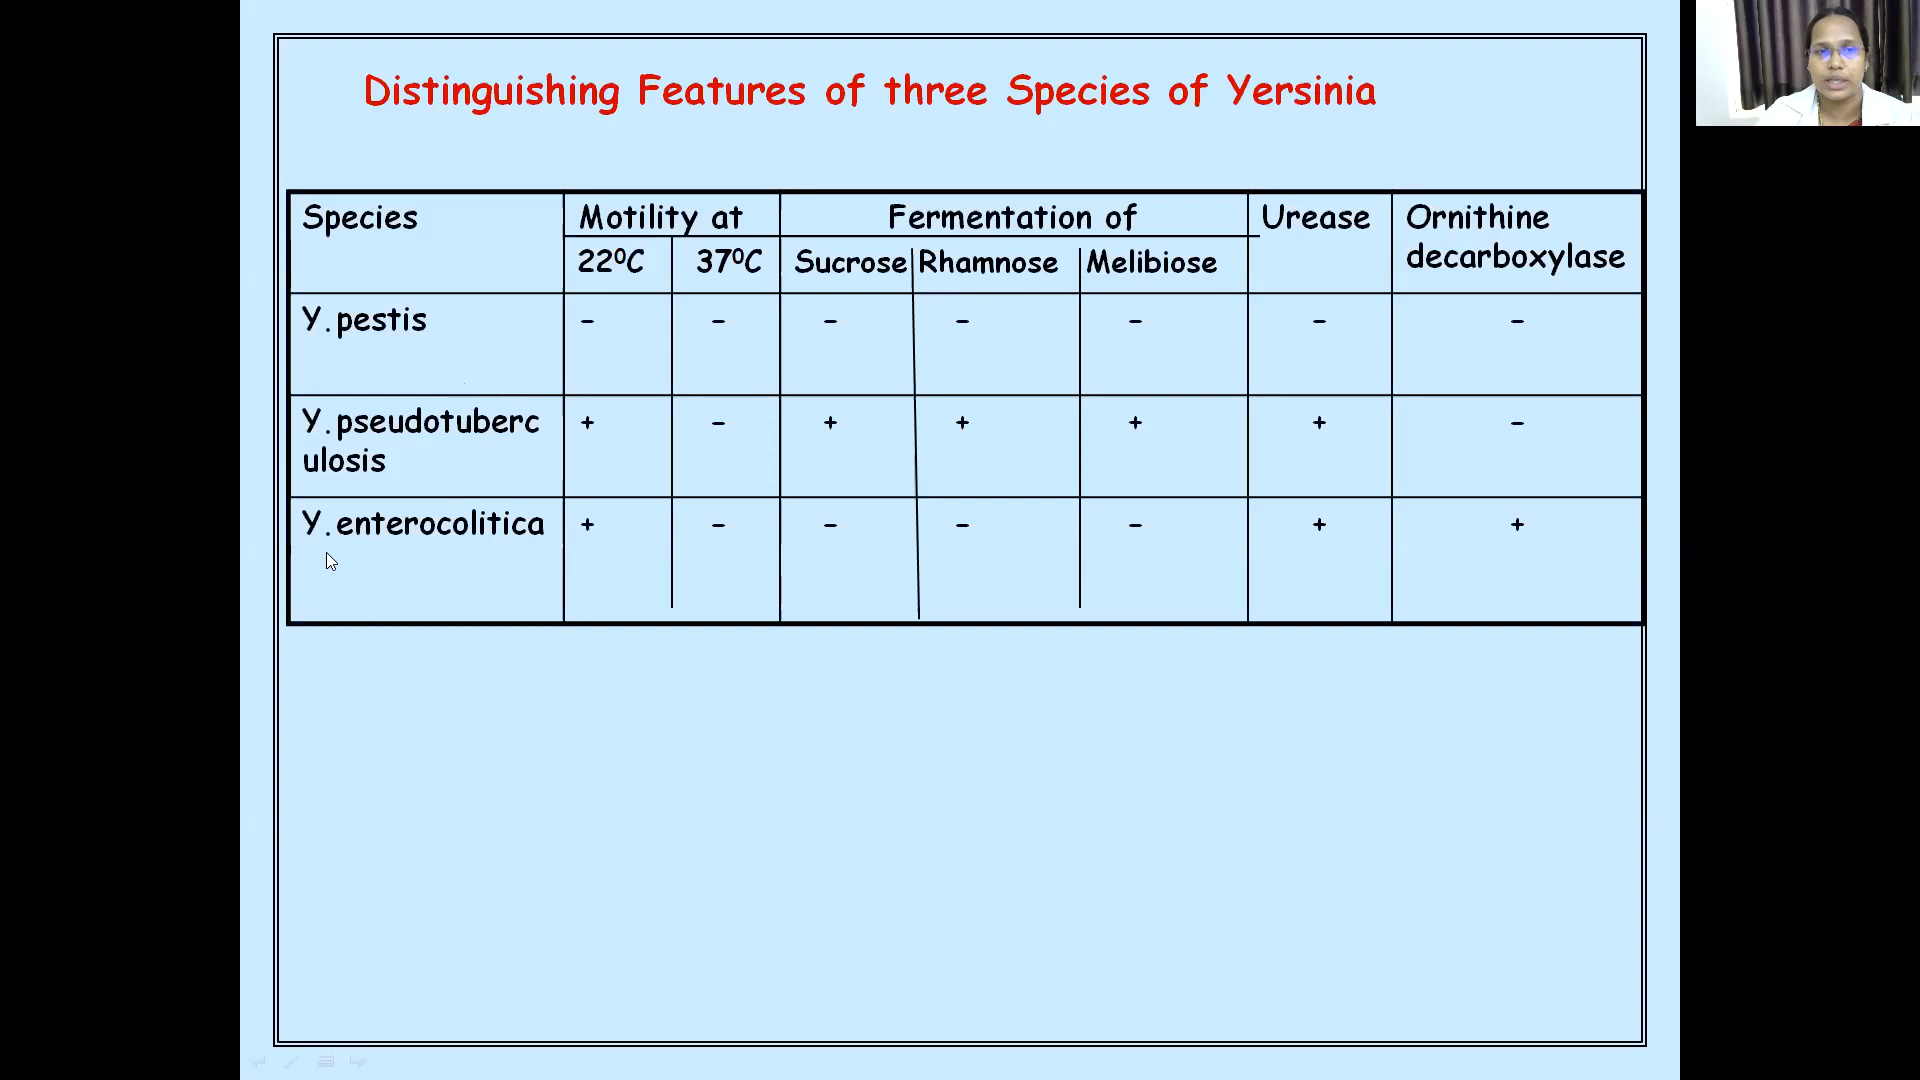 Distinguishing Features of three Species of Yersinia
Species Motility at Fermentation of Urease Ornithine decarboxylase
22⁰C 37⁰C Sucrose Rhamnose Melibiose
Y.pestis - - - - - - -
Y.pseudotuberc + - + + + + -
ulosis
Y.enterocolitica + - - - - + +